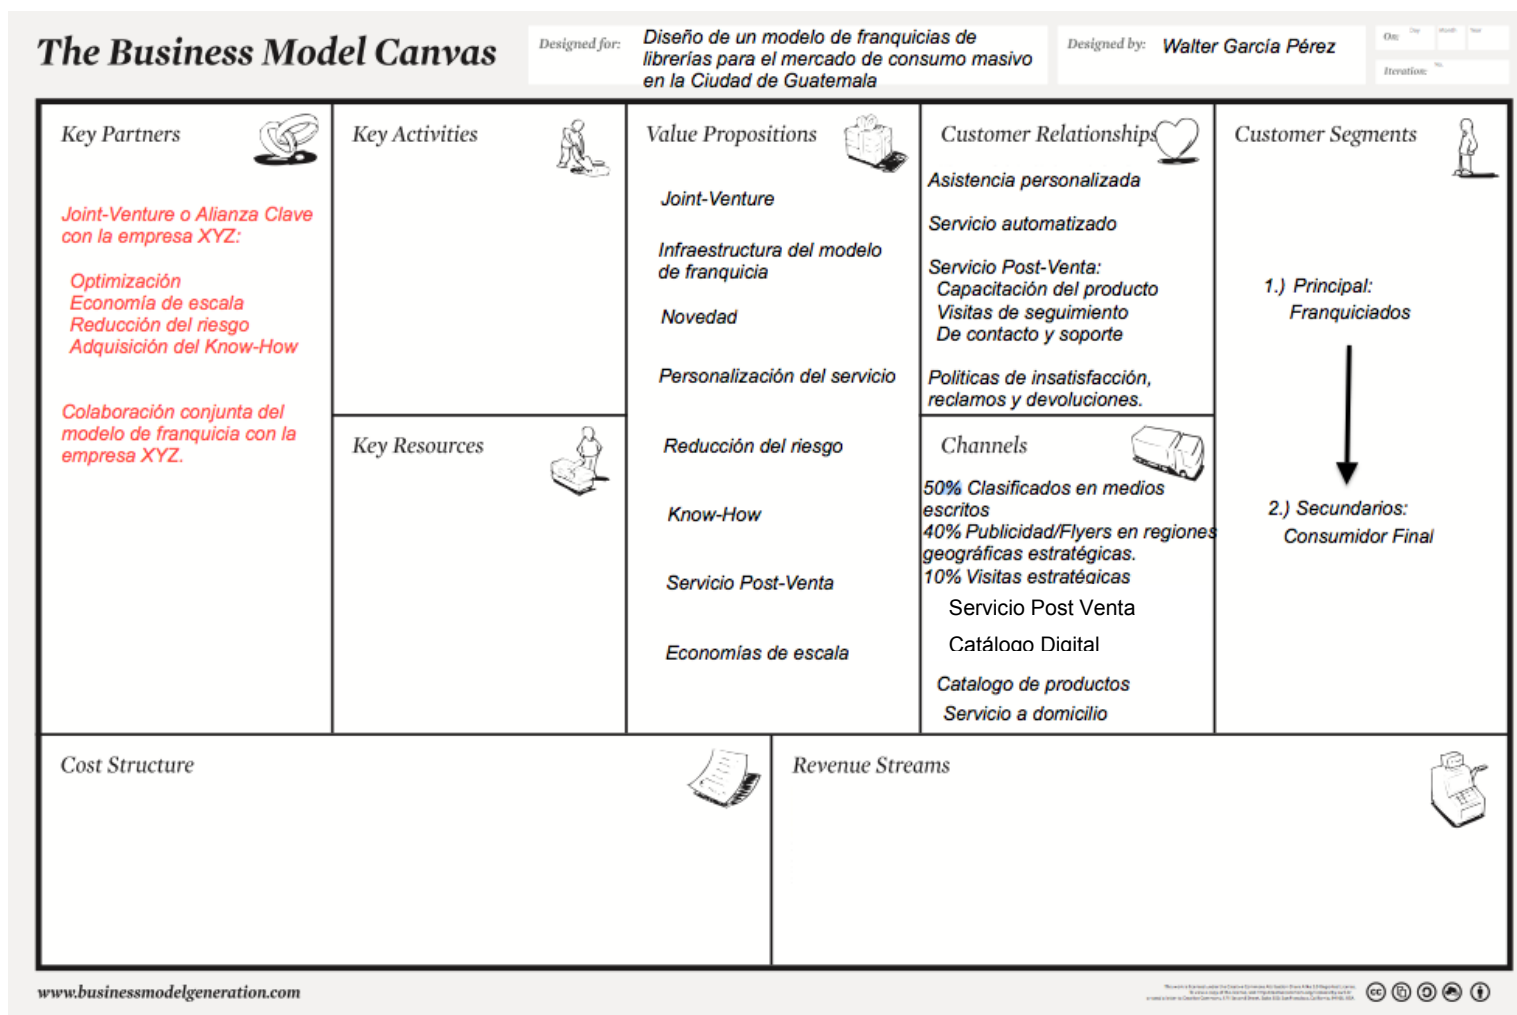 The Business Model Canvas
Designed for:
Diseño de un modelo de franquicias de
librerías para el mercado de consumo masivo
en la Ciudad de Guatemala
Designed by:
Walter García Pérez
On:
Day
Month
Year
Iteration:
No.
Key Partners
Joint-Venture o Alianza Clave
con la empresa XYZ:
Optimización
Economía de escala
Reducción del riesgo
Adquisición del Know-How
Colaboración conjunta del
modelo de franquicia con la
empresa XYZ.
Key Activities
Key Resources
Value Propositions
Joint-Venture
Infraestructura del modelo
de franquicia
Novedad
Personalización del servicio
Reducción del riesgo
Know-How
Servicio Post-Venta
Economías de escala
Customer Relationships
Asistencia personalizada
Servicio automatizado
Servicio Post-Venta:
Capacitación del producto
Visitas de seguimiento
De contacto y soporte
Politicas de insatisfacción,
reclamos y devoluciones.
Channels
50% Clasificados en medios
escritos
40% Publicidad/Flyers en regiones
geográficas estratégicas.
10% Visitas estratégicas
Servicio Post Venta
Catálogo Digital
Catalogo de productos
Servicio a domicilio
Customer Segments
1.) Principal:
Franquiciados
2.) Secundarios:
Consumidor Final
Cost Structure
Revenue Streams
www.businessmodelgeneration.com
cc